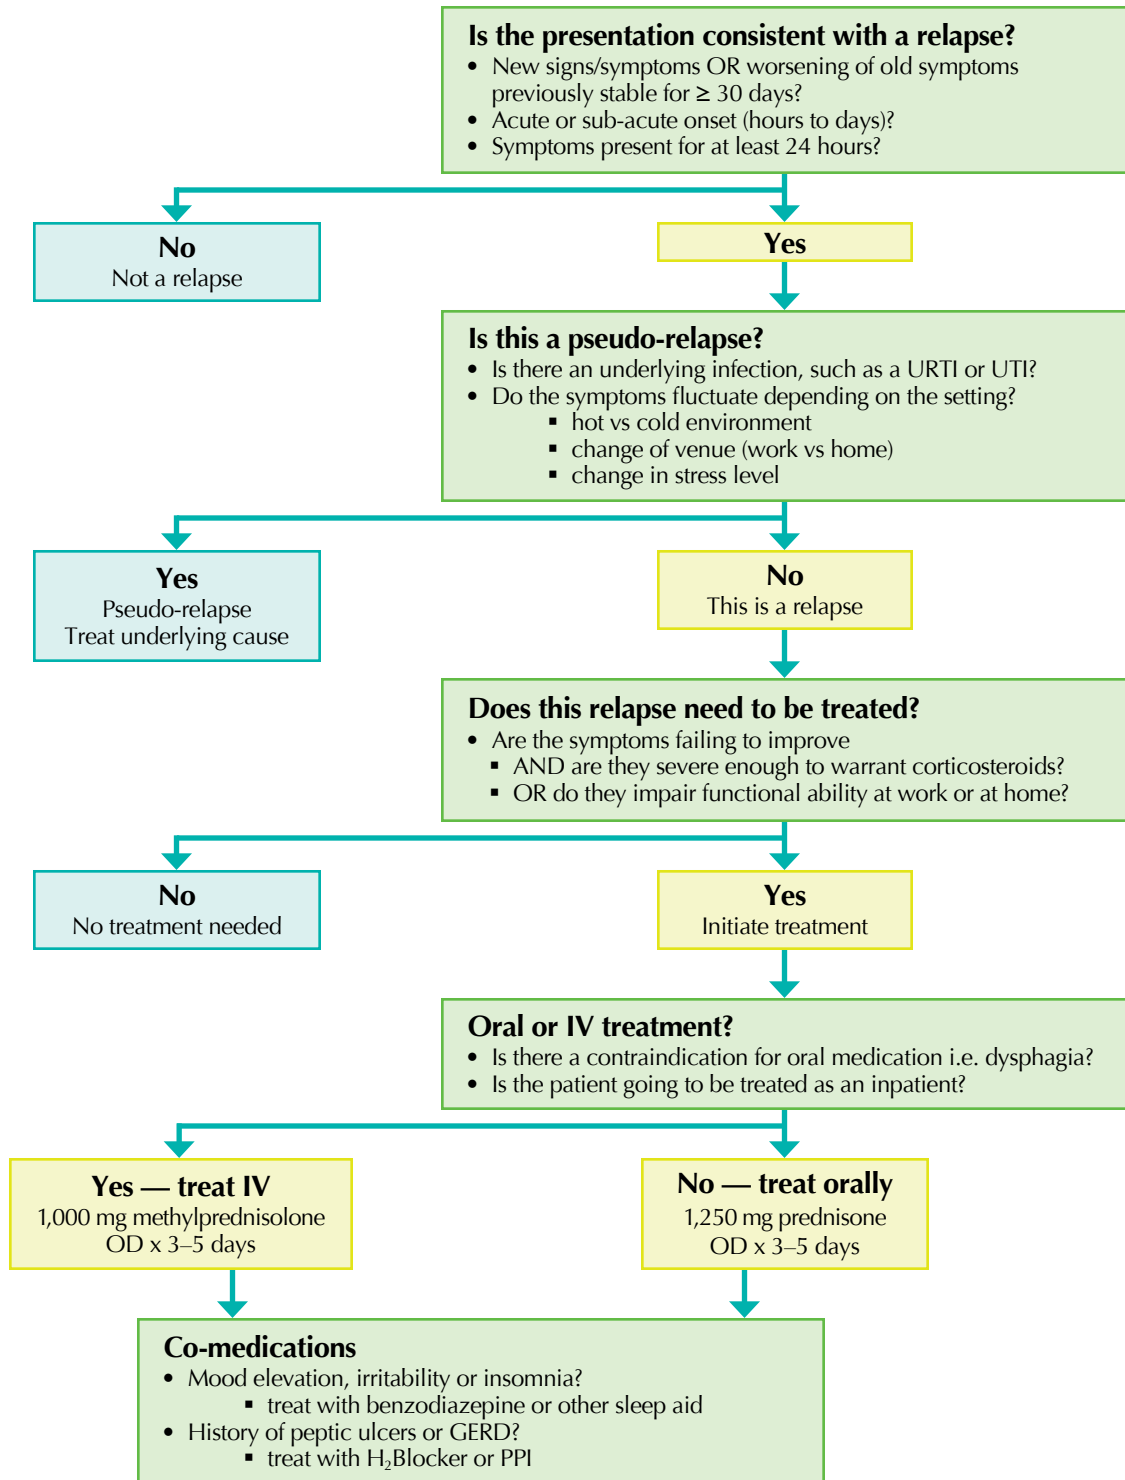 Is the presentation consistent with a relapse?
• New signs/symptoms OR worsening of old symptoms
previously stable for ≥ 30 days?
• Acute or sub-acute onset (hours to days)?
• Symptoms present for at least 24 hours?
No
Not a relapse
Yes
Is this a pseudo-relapse?
• Is there an underlying infection, such as a URTI or UTI?
• Do the symptoms fluctuate depending on the setting?
▪ hot vs cold environment
▪ change of venue (work vs home)
▪ change in stress level
Yes
Pseudo-relapse
Treat underlying cause
No
This is a relapse
Does this relapse need to be treated?
• Are the symptoms failing to improve
▪ AND are they severe enough to warrant corticosteroids?
▪ OR do they impair functional ability at work or at home?
No
No treatment needed
Yes
Initiate treatment
Oral or IV treatment?
• Is there a contraindication for oral medication i.e. dysphagia?
• Is the patient going to be treated as an inpatient?
Yes — treat IV
1,000 mg methylprednisolone
OD x 3–5 days
No — treat orally
1,250 mg prednisone
OD x 3–5 days
Co-medications
• Mood elevation, irritability or insomnia?
▪ treat with benzodiazepine or other sleep aid
• History of peptic ulcers or GERD?
▪ treat with H₂Blocker or PPI